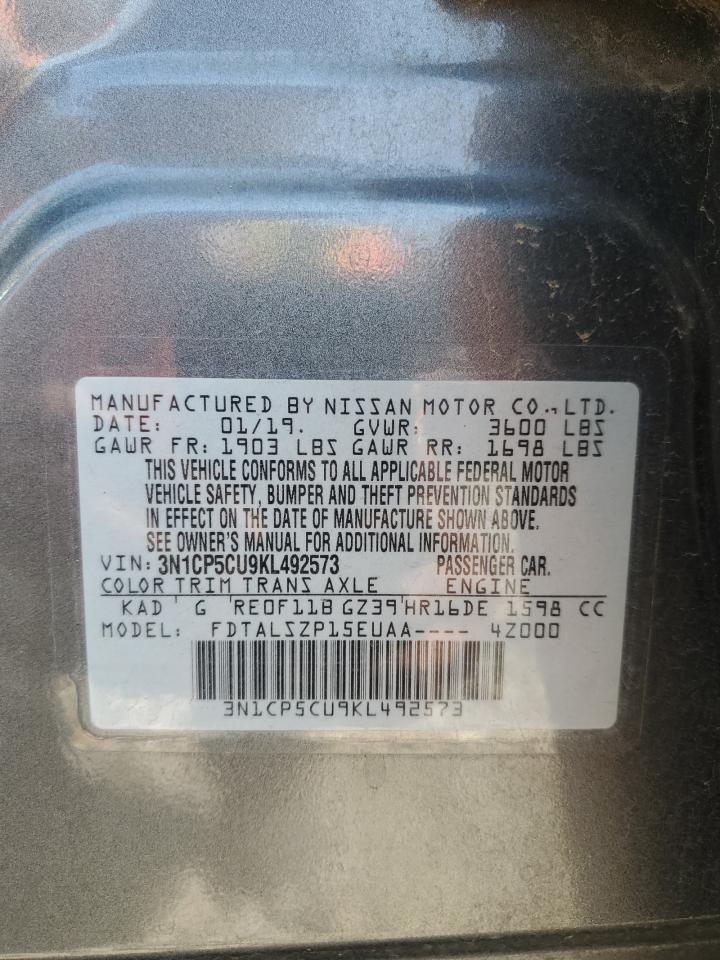 MANUFACTURED BY NISSAN MOTOR CO.,LTD.
DATE: 01/19. GVWR: 3600 LBS
GAWR FR: 1903 LBS GAWR RR: 1698 LBS
THIS VEHICLE CONFORMS TO ALL APPLICABLE FEDERAL MOTOR
VEHICLE SAFETY, BUMPER AND THEFT PREVENTION STANDARDS
IN EFFECT ON THE DATE OF MANUFACTURE SHOWN ABOVE.
SEE OWNER'S MANUAL FOR ADDITIONAL INFORMATION.
VIN: 3N1CP5CU9KL492573 PASSENGER CAR.
COLOR TRIM TRANS AXLE ENGINE
KAD G RE0F11B GZ39 HR16DE 1598 CC
MODEL: FDTALSZP15EUAA---- 4Z000
3N1CP5CU9KL492573